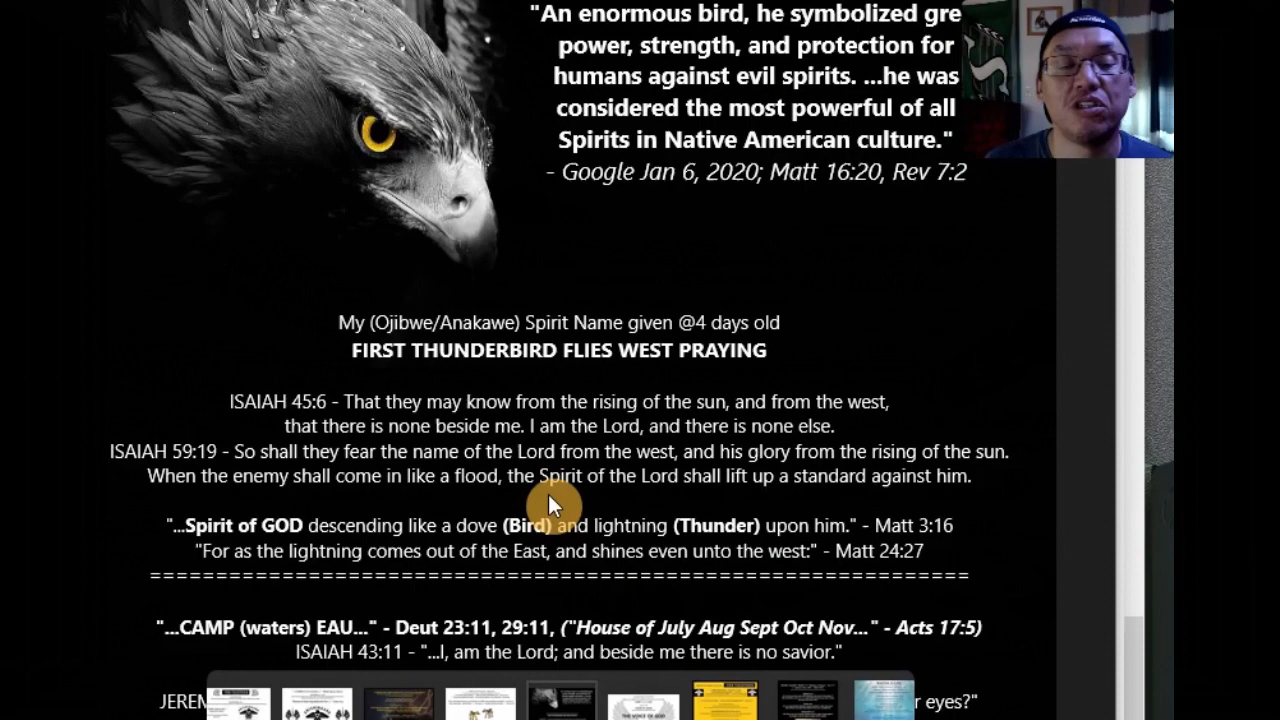 "An enormous bird, he symbolized gre
power, strength, and protection for
humans against evil spirits. ...he was
considered the most powerful of all
Spirits in Native American culture."
- Google Jan 6, 2020; Matt 16:20, Rev 7:2
My (Ojibwe/Anakawe) Spirit Name given @4 days old
FIRST THUNDERBIRD FLIES WEST PRAYING
ISAIAH 45:6 - That they may know from the rising of the sun, and from the west,
that there is none beside me. I am the Lord, and there is none else.
ISAIAH 59:19 - So shall they fear the name of the Lord from the west, and his glory from the rising of the sun.
When the enemy shall come in like a flood, the Spirit of the Lord shall lift up a standard against him.
"...Spirit of GOD descending like a dove (Bird) and lightning (Thunder) upon him." - Matt 3:16
"For as the lightning comes out of the East, and shines even unto the west:" - Matt 24:27
==============================================================
"...CAMP (waters) EAU..." - Deut 23:11, 29:11, ("House of July Aug Sept Oct Nov..." - Acts 17:5)
ISAIAH 43:11 - "...I, am the Lord; and beside me there is no savior."
JEREM r eyes?"